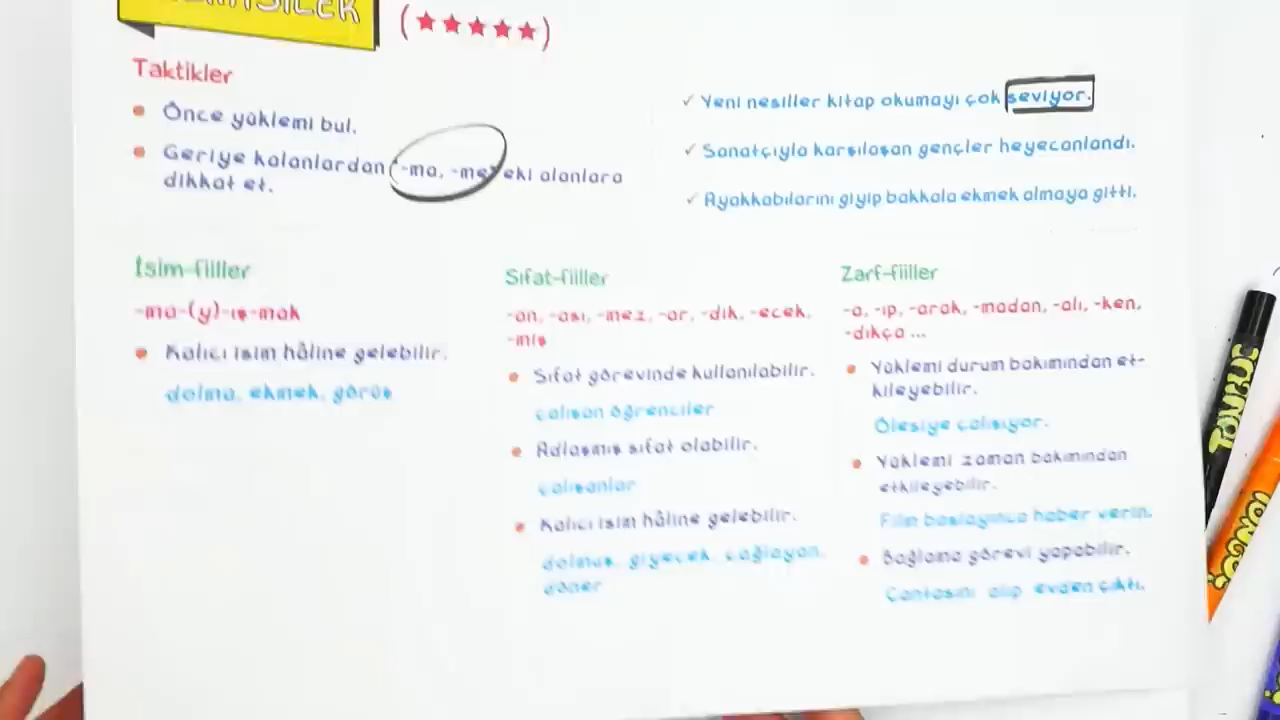 (★★★★★)
Taktikler
Önce yüklemi bul.
Geriye kalanlardan (-ma, -me) eki alanlara
dikkat et.
✓ Yeni nesiller kitap okumayı çok seviyor.
✓ Sanatçıyla karşılaşan gençler heyecanlandı.
✓ Ayakkabılarını giyip bakkala ekmek almaya gitti.
İsim-fiiller
-ma-(y)-ış-mak
Kalıcı isim hâline gelebilir.
dolma, ekmek, görüş
Sıfat-fiiller
-an, -ası, -mez, -ar, -dik, -ecek,
-miş
Sıfat görevinde kullanılabilir.
çalışan öğrenciler
Adlaşmış sıfat olabilir.
çalışanlar
Kalıcı isim hâline gelebilir.
dolmuş, giyecek, çağlayan,
döner
Zarf-fiiller
-a, -ıp, -arak, -madan, -alı, -ken,
-dıkça ...
Yüklemi durum bakımından et-
kileyebilir.
Ölesiye çalışıyor.
Yüklemi zaman bakımından
etkileyebilir.
Film başlayınca haber verin.
Bağlama görevi yapabilir.
Çantasını alıp evden çıktı.
TONGUÇ